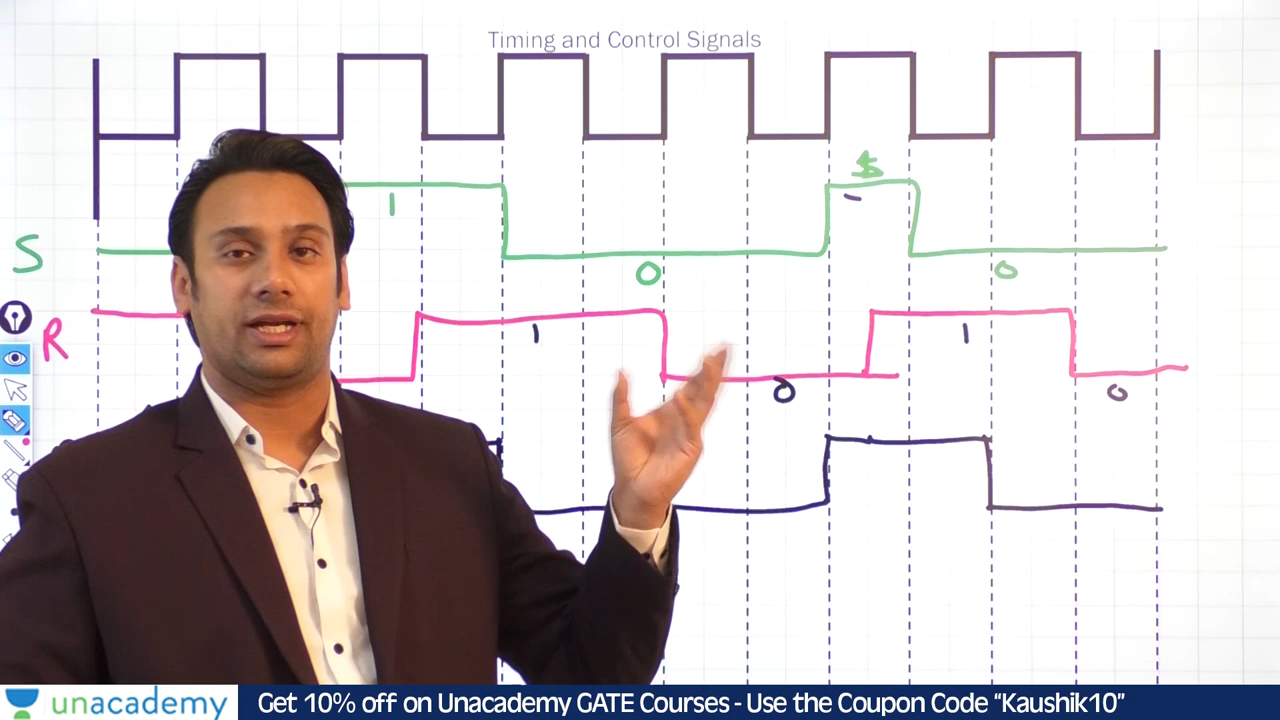 Timing and Control Signals
$
1
S
0
0
R
1
1
0
0
unacademy
Get 10% off on Unacademy GATE Courses - Use the Coupon Code “Kaushik10”